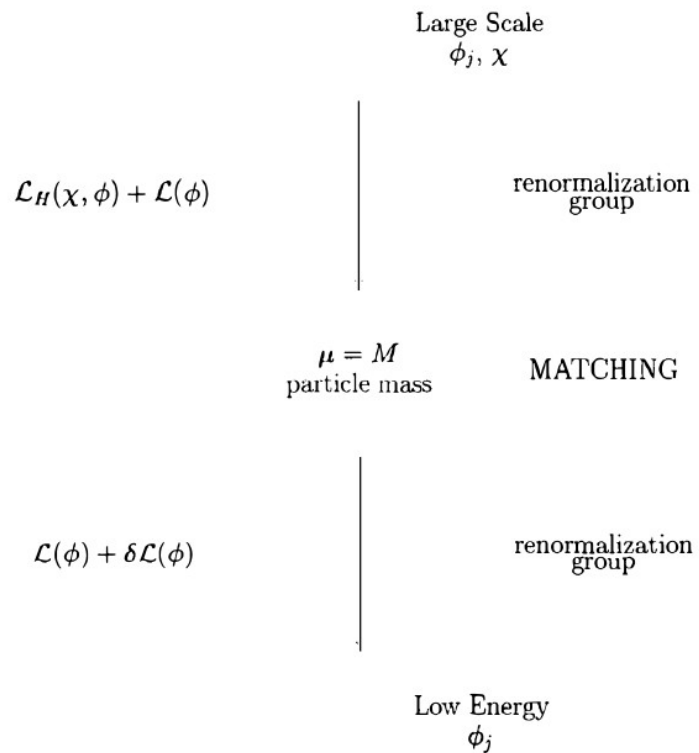 Large Scale
ϕ_j, χ
ℒ_H(χ, ϕ) + ℒ(ϕ)
renormalization
group
μ = M
particle mass
MATCHING
ℒ(ϕ) + δℒ(ϕ)
renormalization
group
Low Energy
ϕ_j